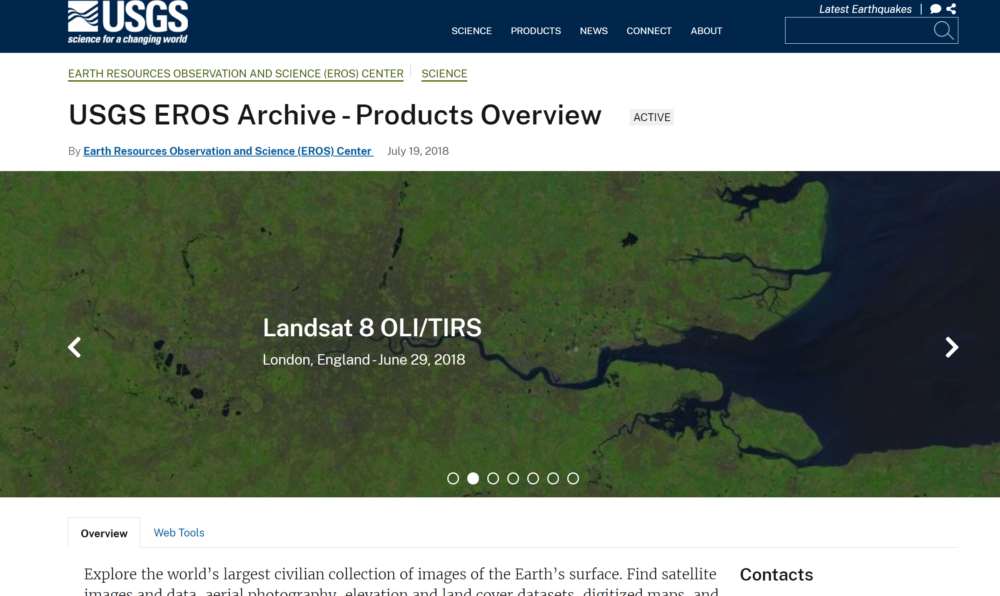 USGS
science for a changing world
Latest Earthquakes |
SCIENCE PRODUCTS NEWS CONNECT ABOUT
EARTH RESOURCES OBSERVATION AND SCIENCE (EROS) CENTER SCIENCE
USGS EROS Archive - Products Overview ACTIVE
By Earth Resources Observation and Science (EROS) Center July 19, 2018
Landsat 8 OLI/TIRS
London, England - June 29, 2018
Overview Web Tools
Explore the world’s largest civilian collection of images of the Earth’s surface. Find satellite
images and data, aerial photography, elevation and land cover datasets, digitized maps, and
Contacts